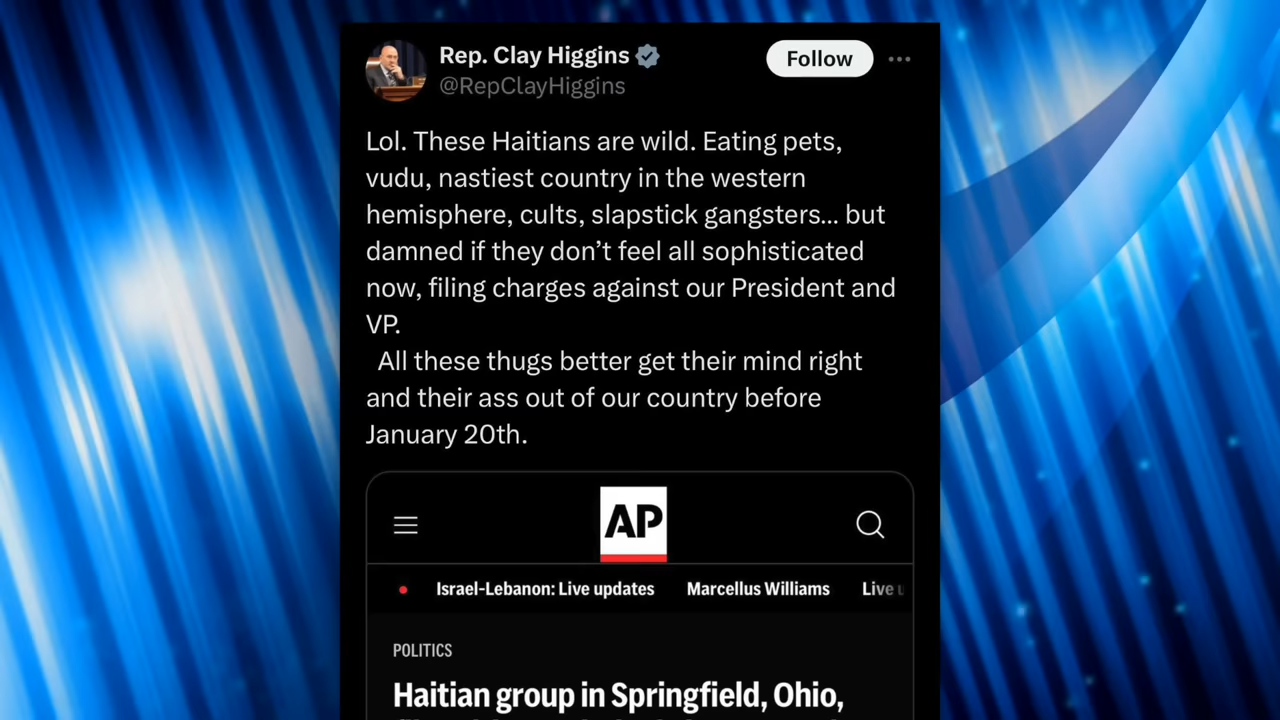 Rep. Clay Higgins
Follow
@RepClayHiggins
Lol. These Haitians are wild. Eating pets,
vudu, nastiest country in the western
hemisphere, cults, slapstick gangsters... but
damned if they don’t feel all sophisticated
now, filing charges against our President and
VP.
All these thugs better get their mind right
and their ass out of our country before
January 20th.
AP
Israel-Lebanon: Live updates Marcellus Williams Live
POLITICS
Haitian group in Springfield, Ohio,